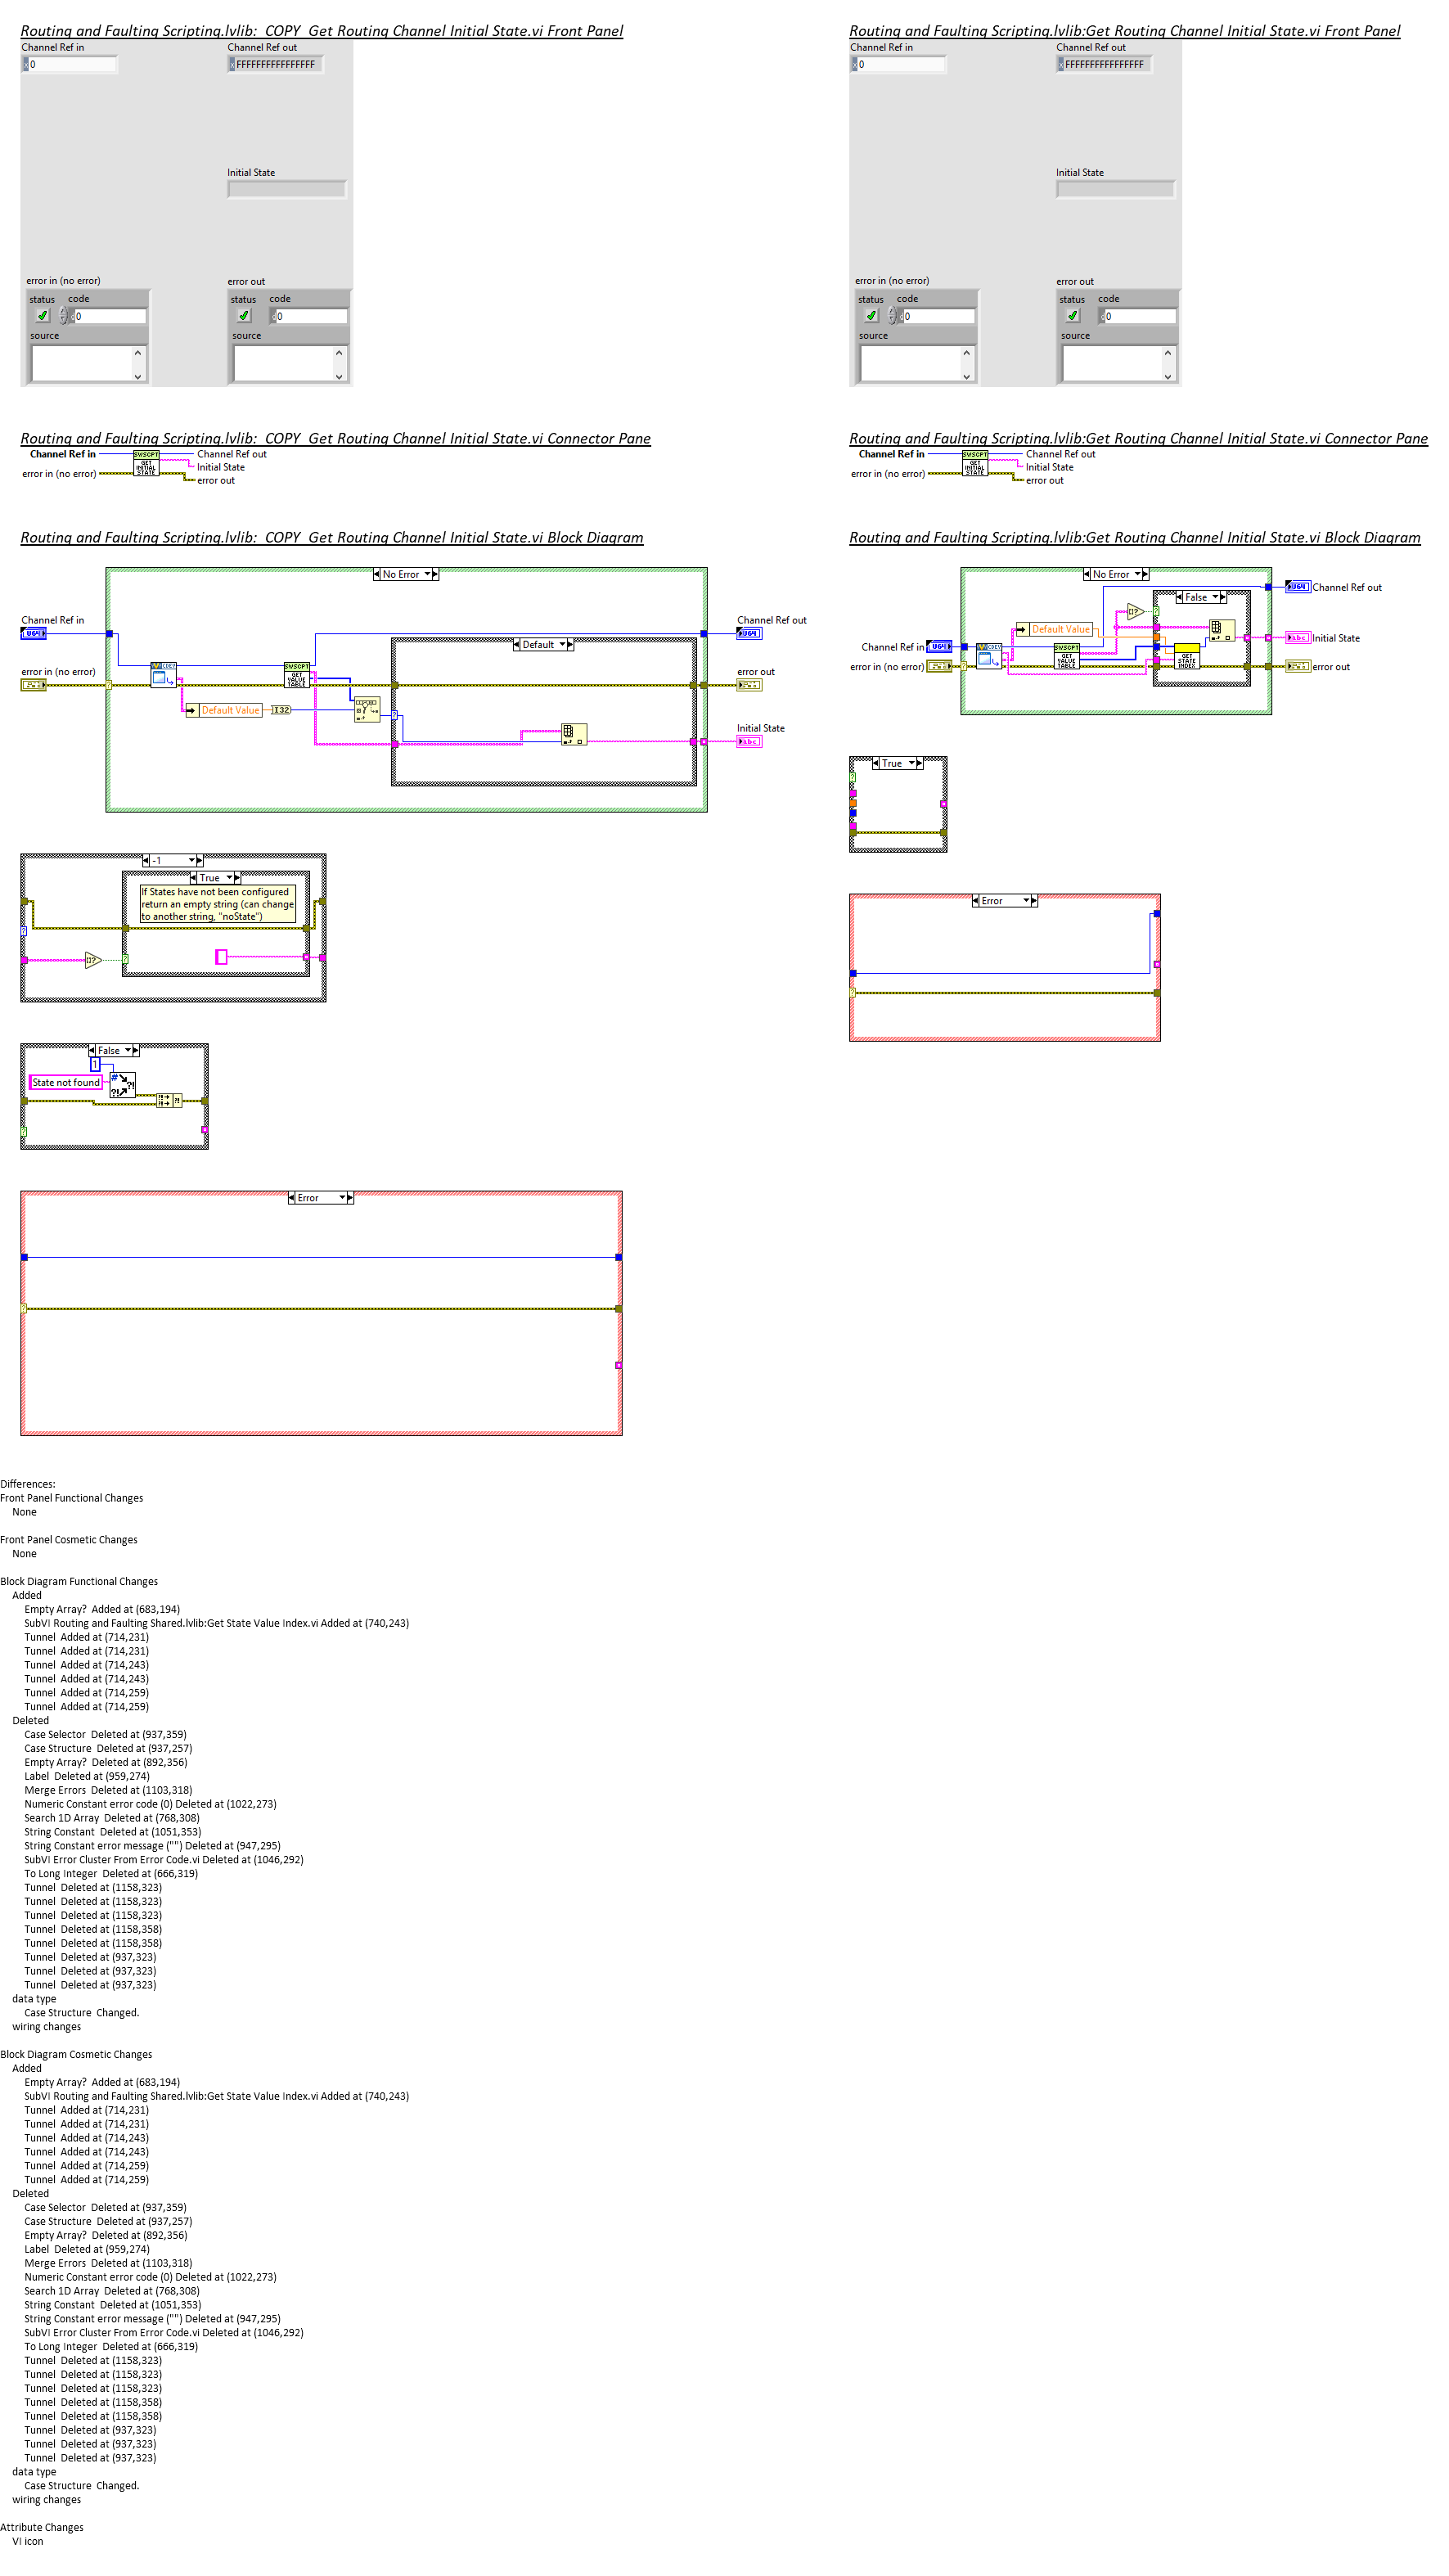 Routing and Faulting Scripting.lvlib:  COPY  Get Routing Channel Initial State.vi Front Panel
Channel Ref in
Channel Ref out
x 0
x FFFFFFFFFFFFFFFF
Initial State
error in (no error)
error out
status code
status code
d 0
d 0
source
source
Routing and Faulting Scripting.lvlib:Get Routing Channel Initial State.vi Front Panel
Channel Ref in
Channel Ref out
x 0
x FFFFFFFFFFFFFFFF
Initial State
error in (no error)
error out
status code
status code
0
0
source
source
Routing and Faulting Scripting.lvlib:  COPY  Get Routing Channel Initial State.vi Connector Pane
Channel Ref in
error in (no error)
SWSCPT
GET
INITIAL
STATE
Channel Ref out
Initial State
error out
Routing and Faulting Scripting.lvlib:Get Routing Channel Initial State.vi Connector Pane
Channel Ref in
error in (no error)
SWSCPT
GET
INITIAL
STATE
Channel Ref out
Initial State
error out
Routing and Faulting Scripting.lvlib:  COPY  Get Routing Channel Initial State.vi Block Diagram
No Error
Channel Ref in
U64
error in (no error)
Default Value
I32
SWSCPT
GET
VALUE
TABLE
Default
Channel Ref out
U64
error out
Initial State
abc
-1
True
If States have not been configured
return an empty string (can change
to another string, "noState")
False
1
State not found
Error
Routing and Faulting Scripting.lvlib:Get Routing Channel Initial State.vi Block Diagram
No Error
False
Channel Ref out
Default Value
Channel Ref in
U64
SWSCPT
GET
VALUE
TABLE
GET
STATE
INDEX
Initial State
abc
error in (no error)
error out
True
Error
Differences:
Front Panel Functional Changes
None
Front Panel Cosmetic Changes
None
Block Diagram Functional Changes
Added
Empty Array?  Added at (683,194)
SubVI Routing and Faulting Shared.lvlib:Get State Value Index.vi Added at (740,243)
Tunnel  Added at (714,231)
Tunnel  Added at (714,231)
Tunnel  Added at (714,243)
Tunnel  Added at (714,243)
Tunnel  Added at (714,259)
Tunnel  Added at (714,259)
Deleted
Case Selector  Deleted at (937,359)
Case Structure  Deleted at (937,257)
Empty Array?  Deleted at (892,356)
Label  Deleted at (959,274)
Merge Errors  Deleted at (1103,318)
Numeric Constant error code (0) Deleted at (1022,273)
Search 1D Array  Deleted at (768,308)
String Constant  Deleted at (1051,353)
String Constant error message ("") Deleted at (947,295)
SubVI Error Cluster From Error Code.vi Deleted at (1046,292)
To Long Integer  Deleted at (666,319)
Tunnel  Deleted at (1158,323)
Tunnel  Deleted at (1158,323)
Tunnel  Deleted at (1158,323)
Tunnel  Deleted at (1158,358)
Tunnel  Deleted at (1158,358)
Tunnel  Deleted at (937,323)
Tunnel  Deleted at (937,323)
Tunnel  Deleted at (937,323)
data type
Case Structure  Changed.
wiring changes
Block Diagram Cosmetic Changes
Added
Empty Array?  Added at (683,194)
SubVI Routing and Faulting Shared.lvlib:Get State Value Index.vi Added at (740,243)
Tunnel  Added at (714,231)
Tunnel  Added at (714,231)
Tunnel  Added at (714,243)
Tunnel  Added at (714,243)
Tunnel  Added at (714,259)
Tunnel  Added at (714,259)
Deleted
Case Selector  Deleted at (937,359)
Case Structure  Deleted at (937,257)
Empty Array?  Deleted at (892,356)
Label  Deleted at (959,274)
Merge Errors  Deleted at (1103,318)
Numeric Constant error code (0) Deleted at (1022,273)
Search 1D Array  Deleted at (768,308)
String Constant  Deleted at (1051,353)
String Constant error message ("") Deleted at (947,295)
SubVI Error Cluster From Error Code.vi Deleted at (1046,292)
To Long Integer  Deleted at (666,319)
Tunnel  Deleted at (1158,323)
Tunnel  Deleted at (1158,323)
Tunnel  Deleted at (1158,323)
Tunnel  Deleted at (1158,358)
Tunnel  Deleted at (1158,358)
Tunnel  Deleted at (937,323)
Tunnel  Deleted at (937,323)
Tunnel  Deleted at (937,323)
data type
Case Structure  Changed.
wiring changes
Attribute Changes
VI icon